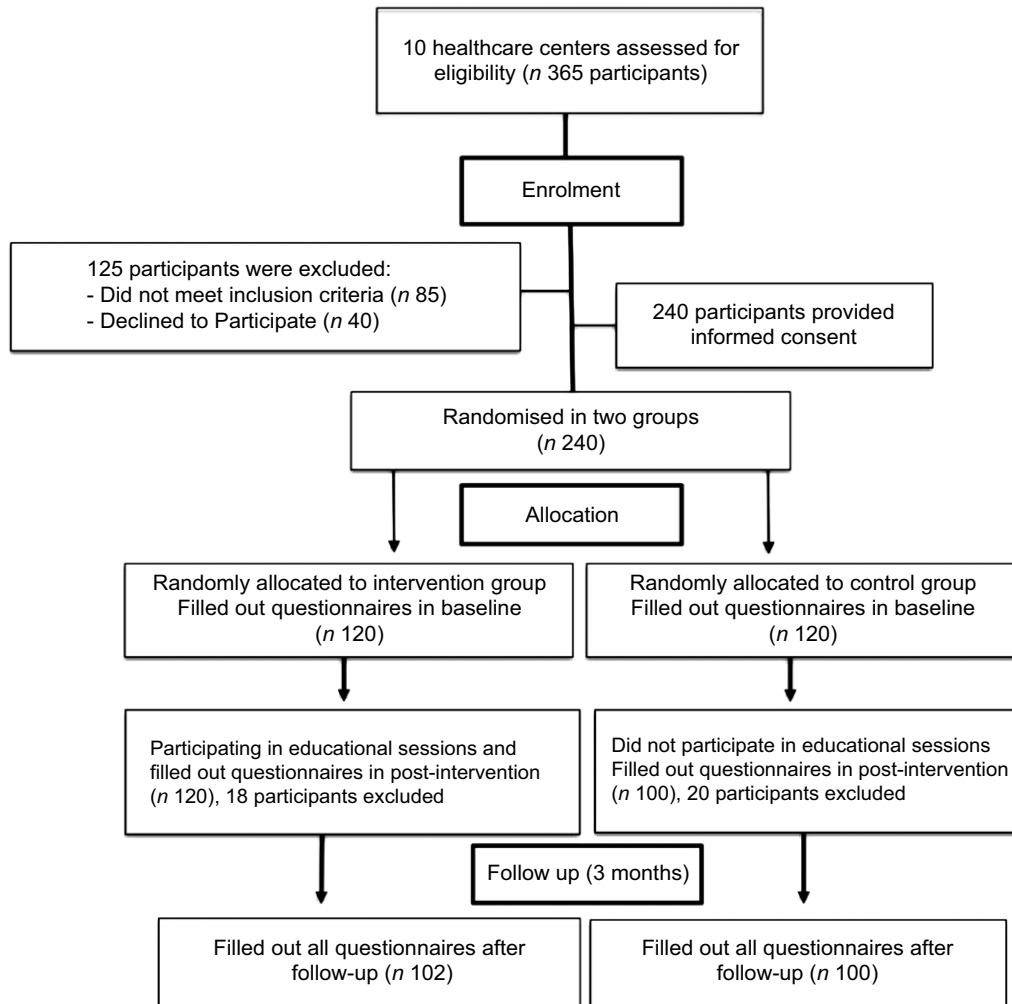 10 healthcare centers assessed for
eligibility (n 365 participants)
Enrolment
125 participants were excluded:
- Did not meet inclusion criteria (n 85)
- Declined to Participate (n 40)
240 participants provided
informed consent
Randomised in two groups
(n 240)
Allocation
Randomly allocated to intervention group
Filled out questionnaires in baseline
(n 120)
Randomly allocated to control group
Filled out questionnaires in baseline
(n 120)
Participating in educational sessions and
filled out questionnaires in post-intervention
(n 120), 18 participants excluded
Did not participate in educational sessions
Filled out questionnaires in post-intervention
(n 100), 20 participants excluded
Follow up (3 months)
Filled out all questionnaires after
follow-up (n 102)
Filled out all questionnaires after
follow-up (n 100)